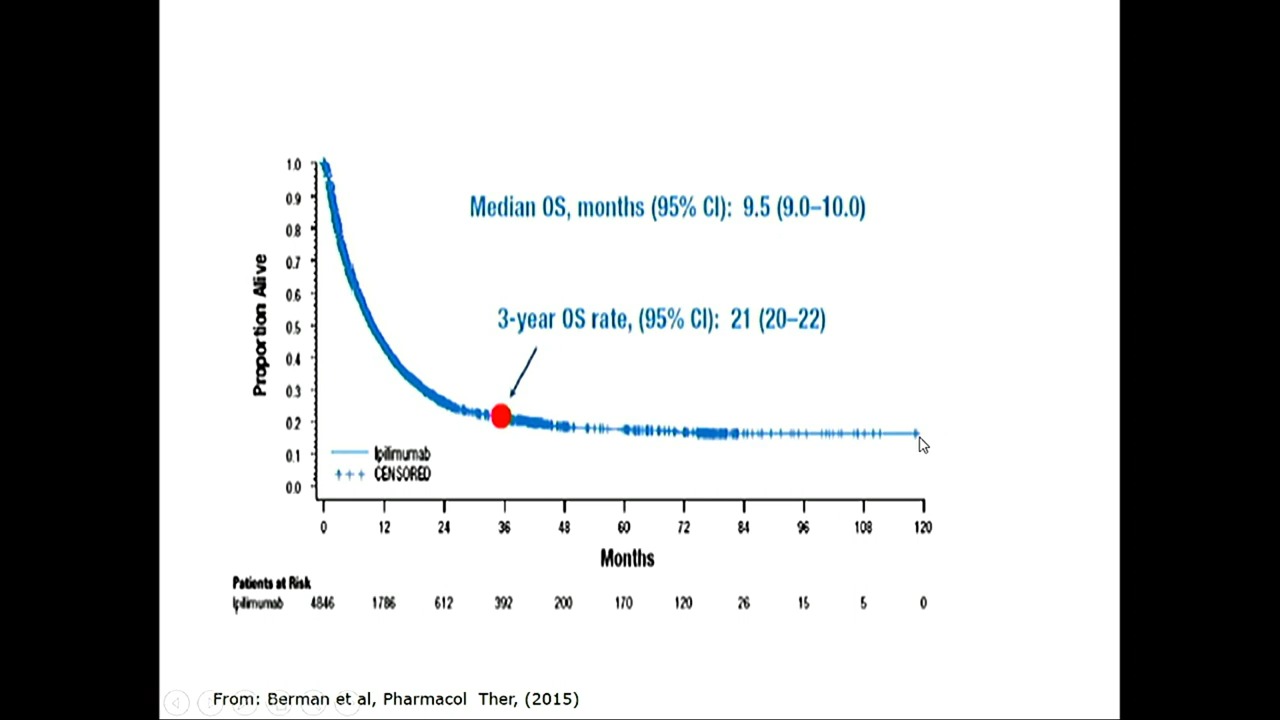 1.0
0.9
0.8
0.7
0.6
0.5
0.4
0.3
0.2
0.1
0.0
Proportion Alive
Median OS, months (95% CI): 9.5 (9.0–10.0)
3-year OS rate, (95% CI): 21 (20–22)
Ipilimumab
CENSORED
0 12 24 36 48 60 72 84 96 108 120
Months
Patients at Risk
Ipilimumab 4846 1786 612 392 200 170 120 26 15 5 0
From: Berman et al, Pharmacol Ther, (2015)